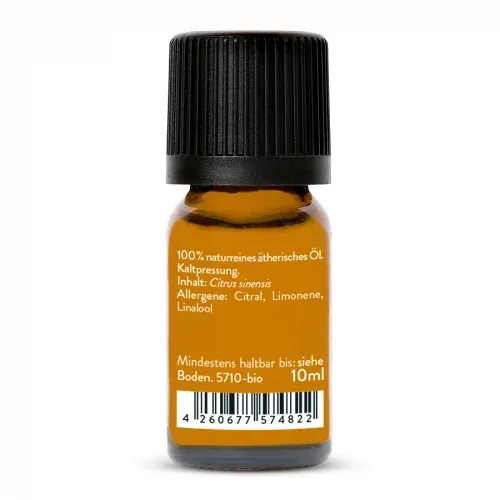 100% naturreines ätherisches Öl.
Kaltpressung.
Inhalt: Citrus sinensis
Allergene: Citral, Limonene,
Linalool
Mindestens haltbar bis: siehe
Boden. 5710-bio 10ml
4 260677 574822